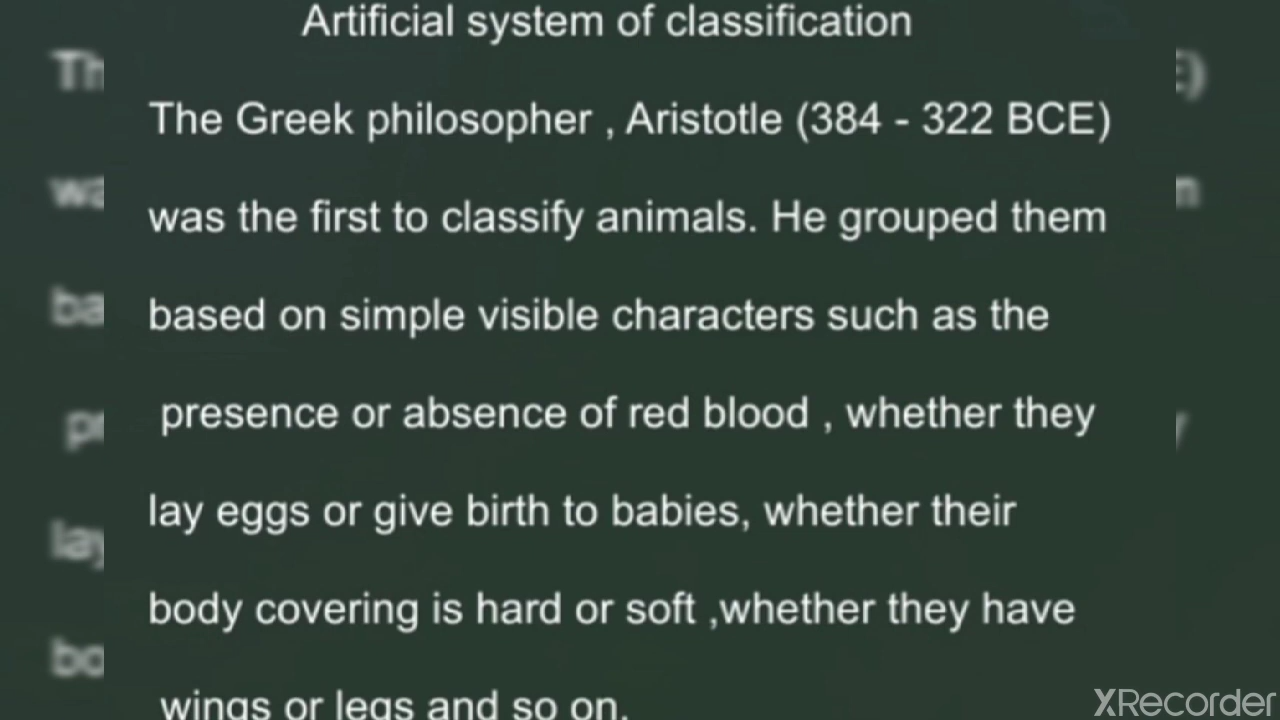 Artificial system of classification
The Greek philosopher , Aristotle (384 - 322 BCE)
was the first to classify animals. He grouped them
based on simple visible characters such as the
presence or absence of red blood , whether they
lay eggs or give birth to babies, whether their
body covering is hard or soft ,whether they have
wings or legs and so on.
XRecorder